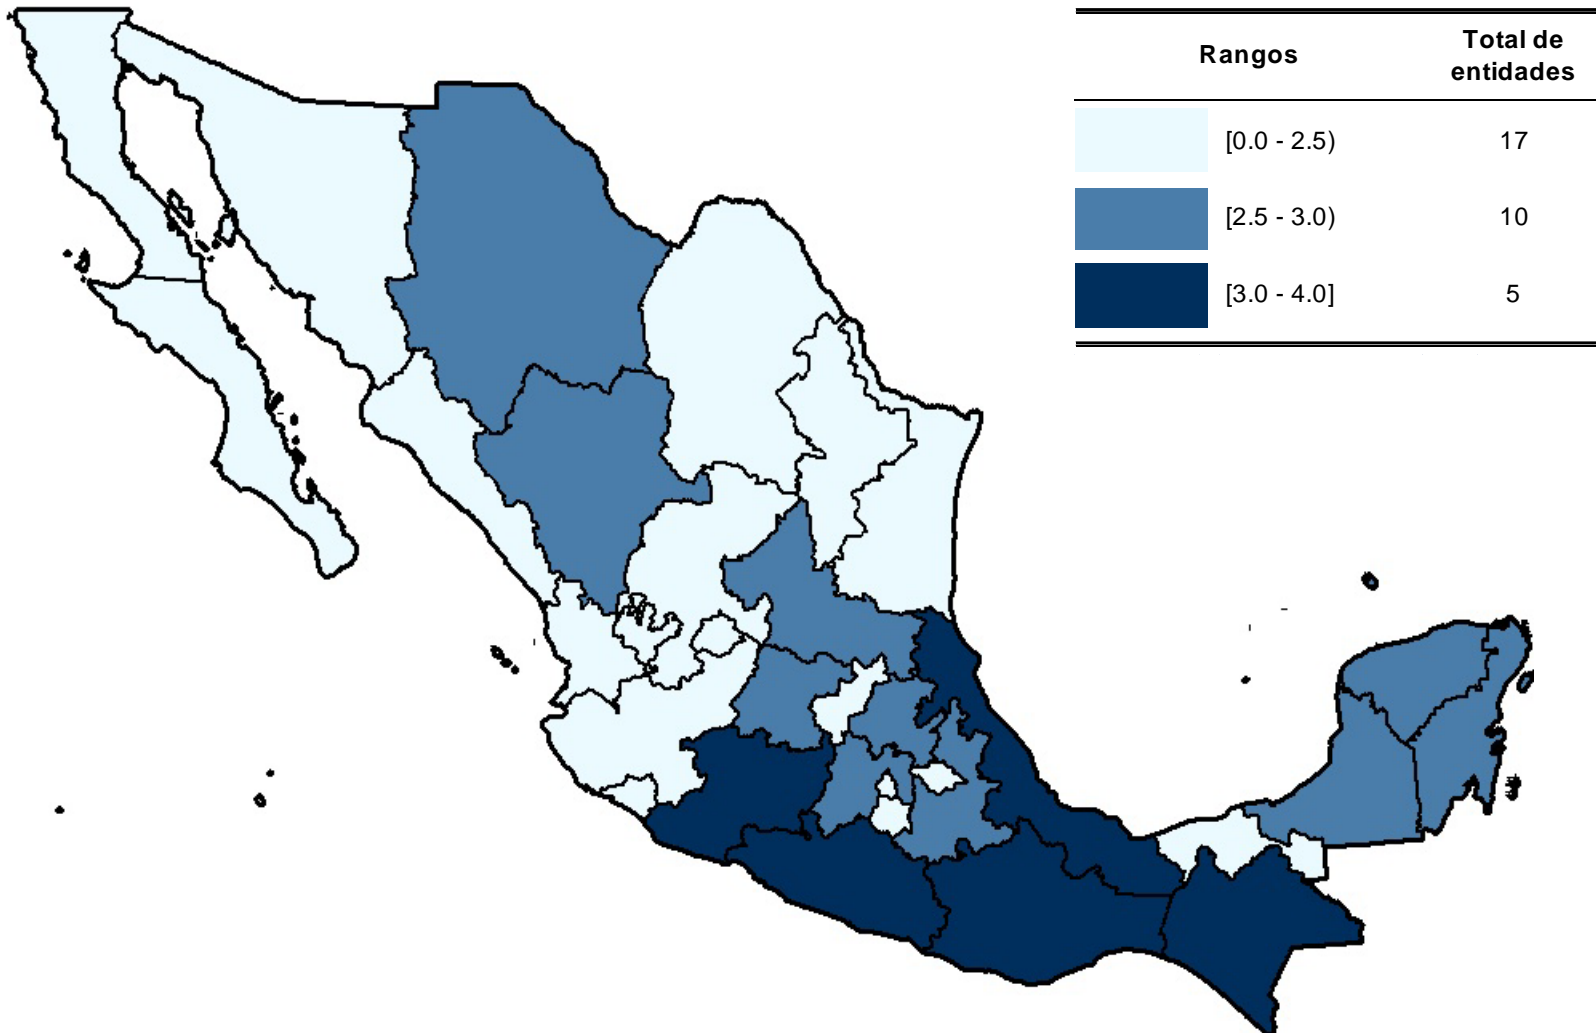 Rangos
Total de
entidades
[0.0 - 2.5)
17
[2.5 - 3.0)
10
[3.0 - 4.0]
5